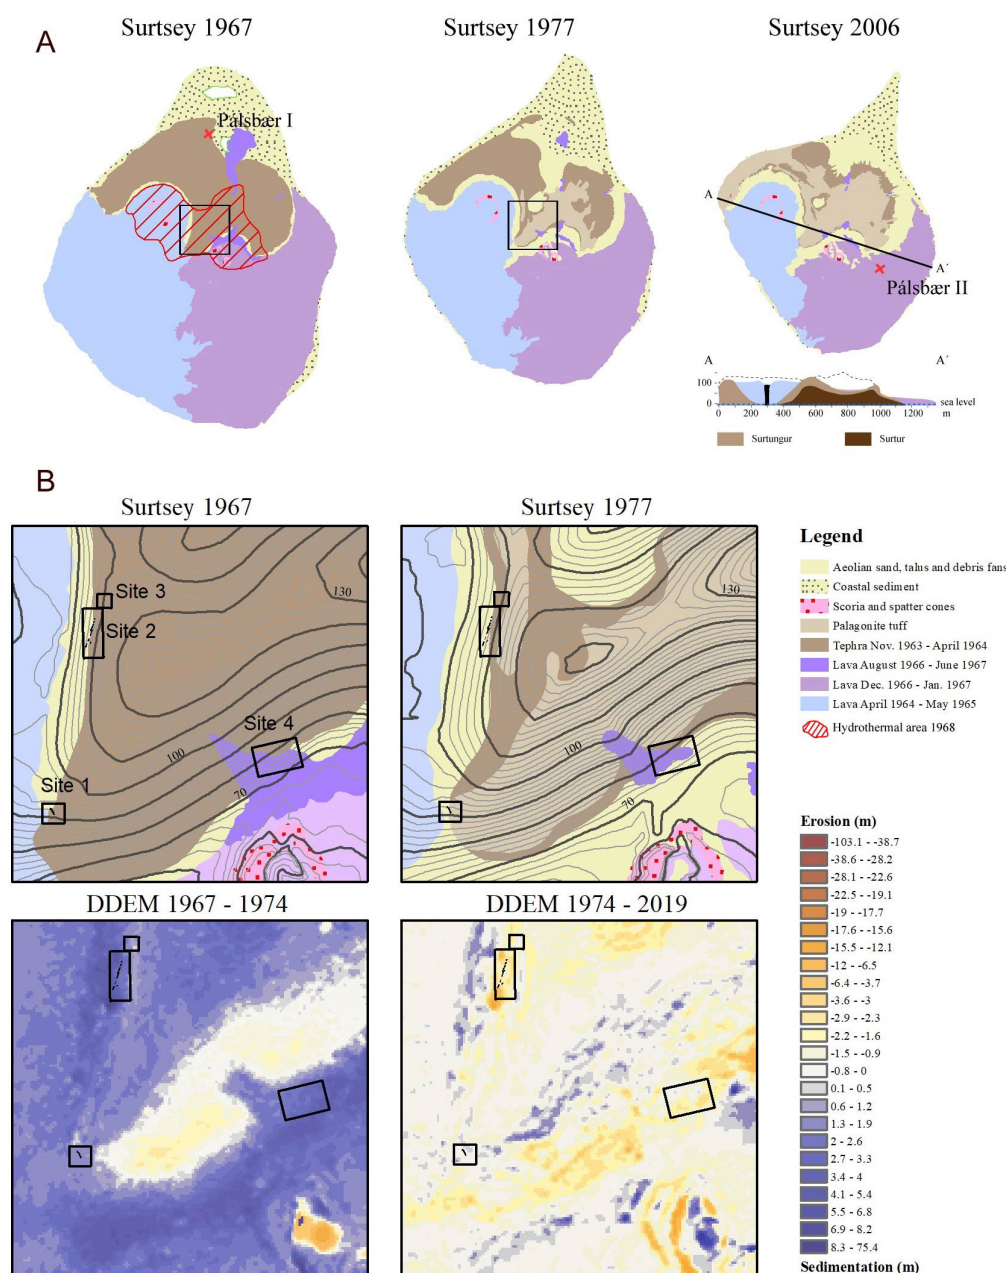 A
Surtsey 1967
Surtsey 1977
Surtsey 2006
Pálsbær I
A
A´
Pálsbær II
A
A´
100
0
sea level
0
200
400
600
800
1000
1200
m
Surtungur
Surtur
B
Surtsey 1967
Surtsey 1977
Site 3
130
Site 2
Site 4
100
70
Site 1
130
100
70
Legend
Aeolian sand, talus and debris fans
Coastal sediment
Scoria and spatter cones
Palagonite tuff
Tephra Nov. 1963 - April 1964
Lava August 1966 - June 1967
Lava Dec. 1966 - Jan. 1967
Lava April 1964 - May 1965
Hydrothermal area 1968
DDEM 1967 - 1974
DDEM 1974 - 2019
Erosion (m)
-103.1 - -38.7
-38.6 - -28.2
-28.1 - -22.6
-22.5 - -19.1
-19 - -17.7
-17.6 - -15.6
-15.5 - -12.1
-12 - -6.5
-6.4 - -3.7
-3.6 - -3
-2.9 - -2.3
-2.2 - -1.6
-1.5 - -0.9
-0.8 - 0
0.1 - 0.5
0.6 - 1.2
1.3 - 1.9
2 - 2.6
2.7 - 3.3
3.4 - 4
4.1 - 5.4
5.5 - 6.8
6.9 - 8.2
8.3 - 75.4
Sedimentation (m)